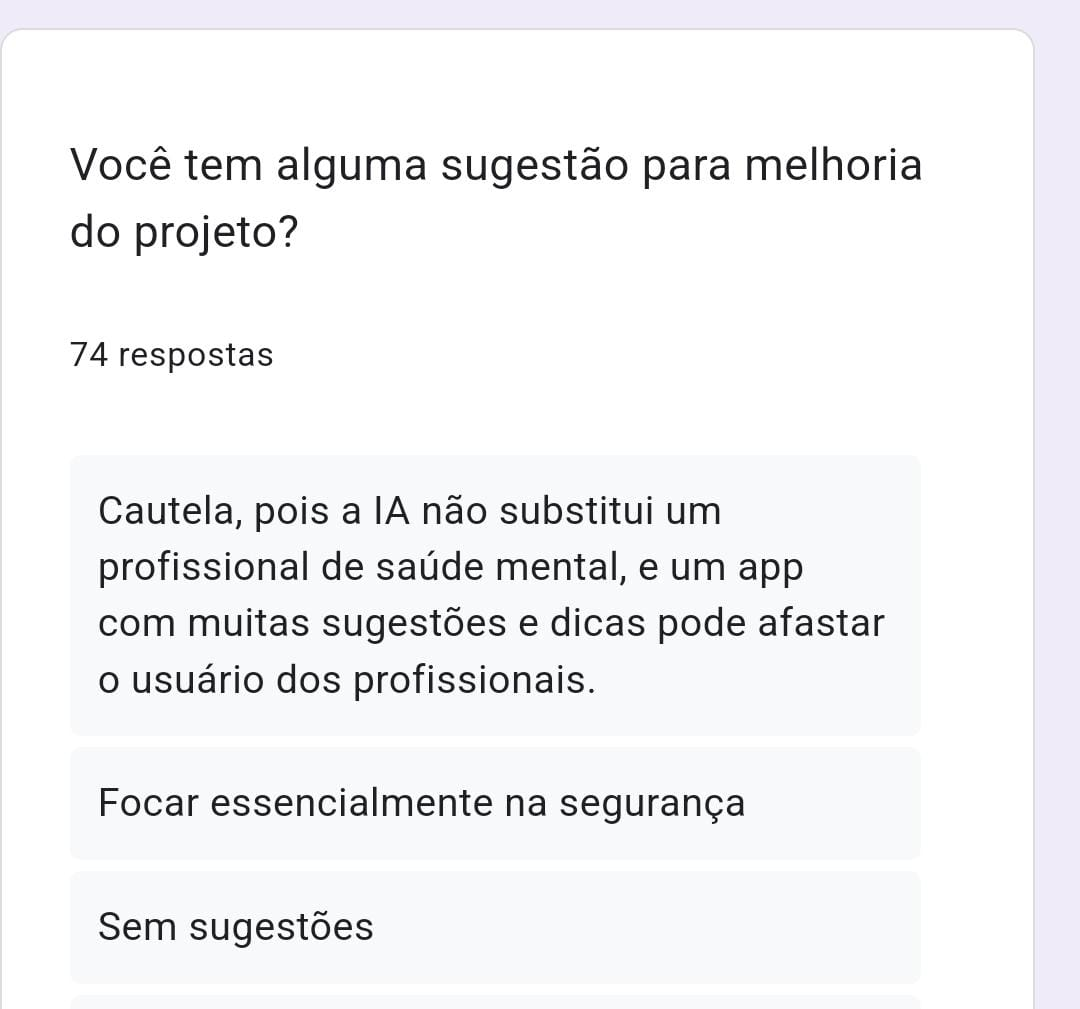 Você tem alguma sugestão para melhoria
do projeto?
74 respostas
Cautela, pois a IA não substitui um
profissional de saúde mental, e um app
com muitas sugestões e dicas pode afastar
o usuário dos profissionais.
Focar essencialmente na segurança
Sem sugestões